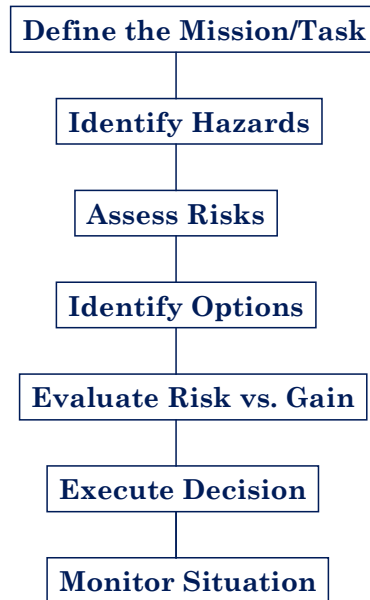 Define the Mission/Task
Identify Hazards
Assess Risks
Identify Options
Evaluate Risk vs. Gain
Execute Decision
Monitor Situation